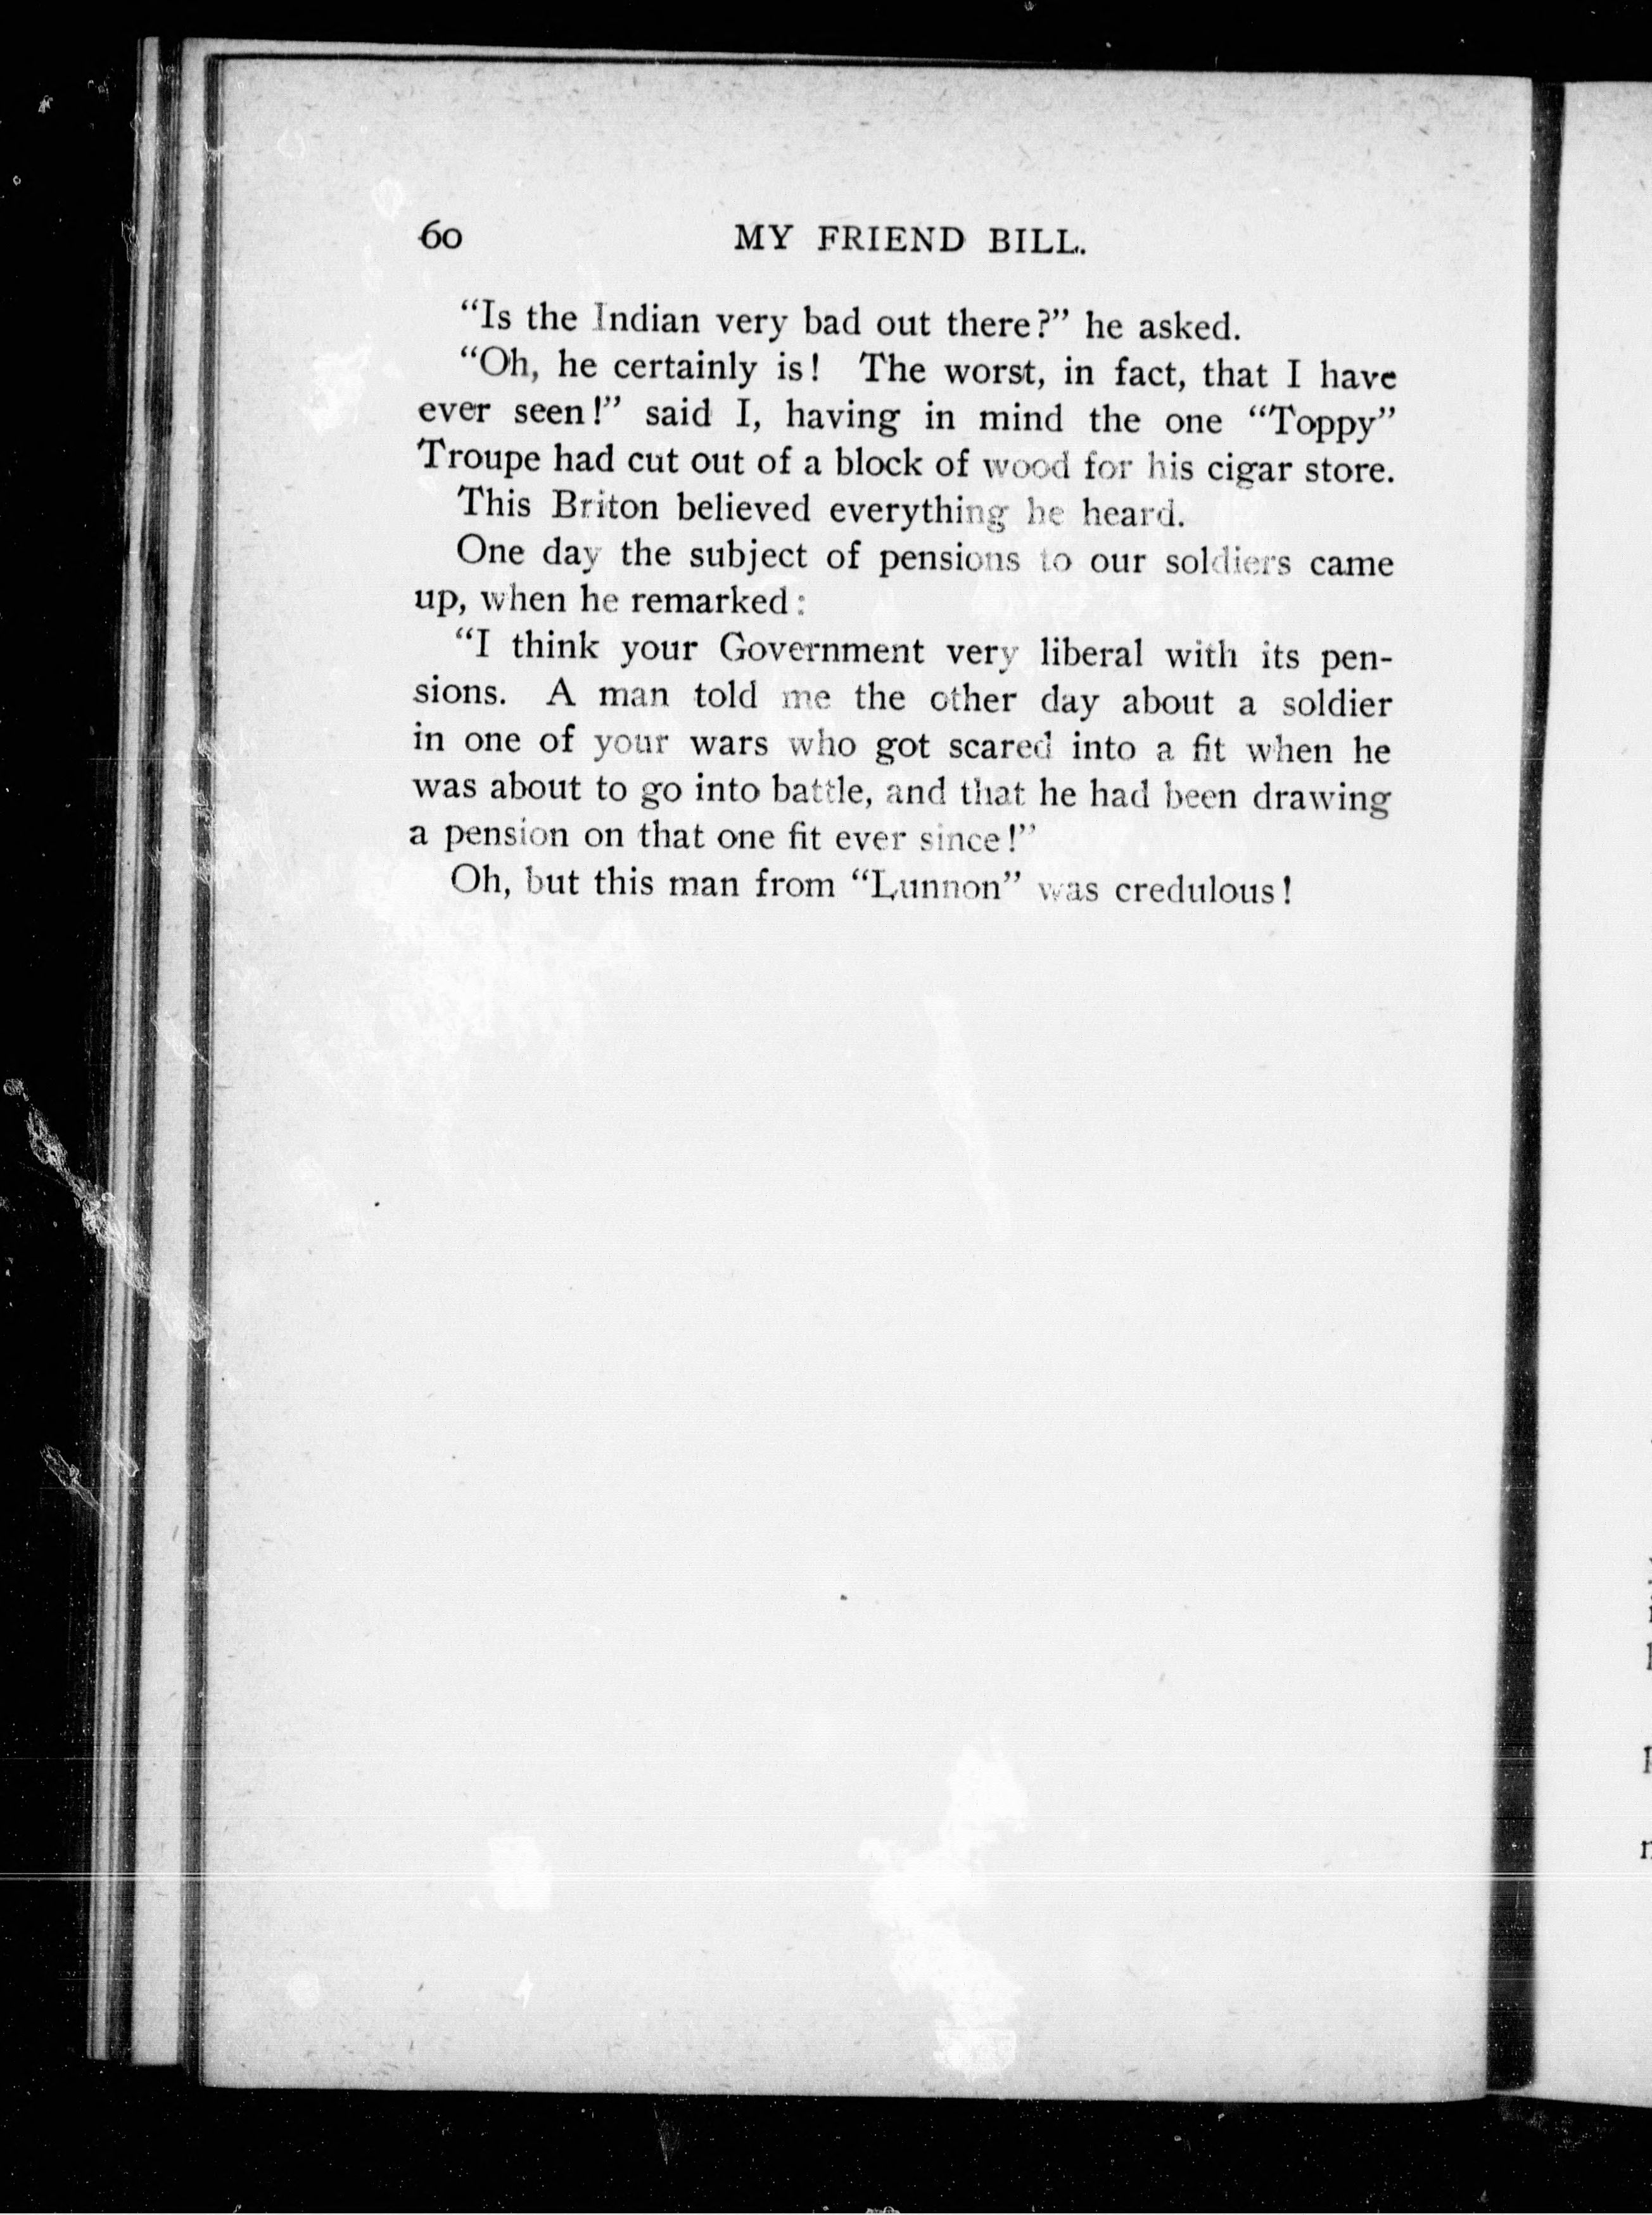 60 MY FRIEND BILL.
“Is the Indian very bad out there?” he asked.
“Oh, he certainly is! The worst, in fact, that I have
ever seen!” said I, having in mind the one “Toppy”
Troupe had cut out of a block of wood for his cigar store.
This Briton believed everything he heard.
One day the subject of pensions to our soldiers came
up, when he remarked:
“I think your Government very liberal with its pen-
sions. A man told me the other day about a soldier
in one of your wars who got scared into a fit when he
was about to go into battle, and that he had been drawing
a pension on that one fit ever since!”
Oh, but this man from “Lunnon” was credulous!